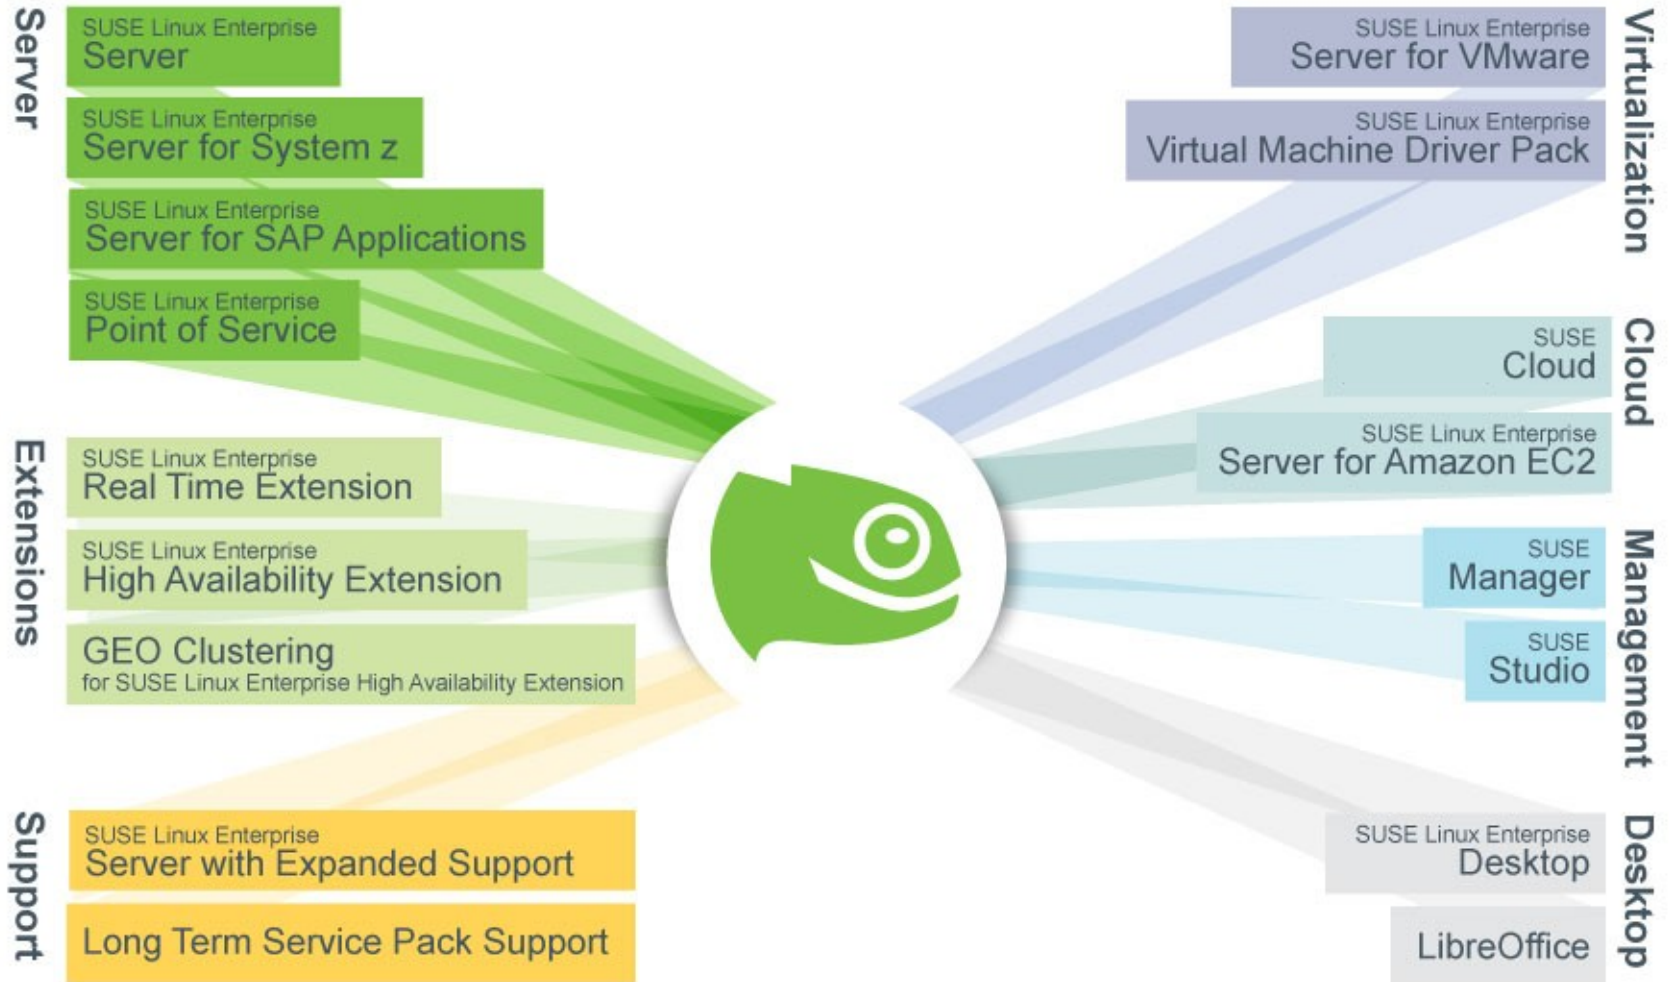 Server
SUSE Linux Enterprise
Server
SUSE Linux Enterprise
Server for System z
SUSE Linux Enterprise
Server for SAP Applications
SUSE Linux Enterprise
Point of Service
Extensions
SUSE Linux Enterprise
Real Time Extension
SUSE Linux Enterprise
High Availability Extension
GEO Clustering
for SUSE Linux Enterprise High Availability Extension
Support
SUSE Linux Enterprise
Server with Expanded Support
Long Term Service Pack Support
Virtualization
SUSE Linux Enterprise
Server for VMware
SUSE Linux Enterprise
Virtual Machine Driver Pack
Cloud
SUSE
Cloud
SUSE Linux Enterprise
Server for Amazon EC2
Management
SUSE
Manager
SUSE
Studio
Desktop
SUSE Linux Enterprise
Desktop
LibreOffice